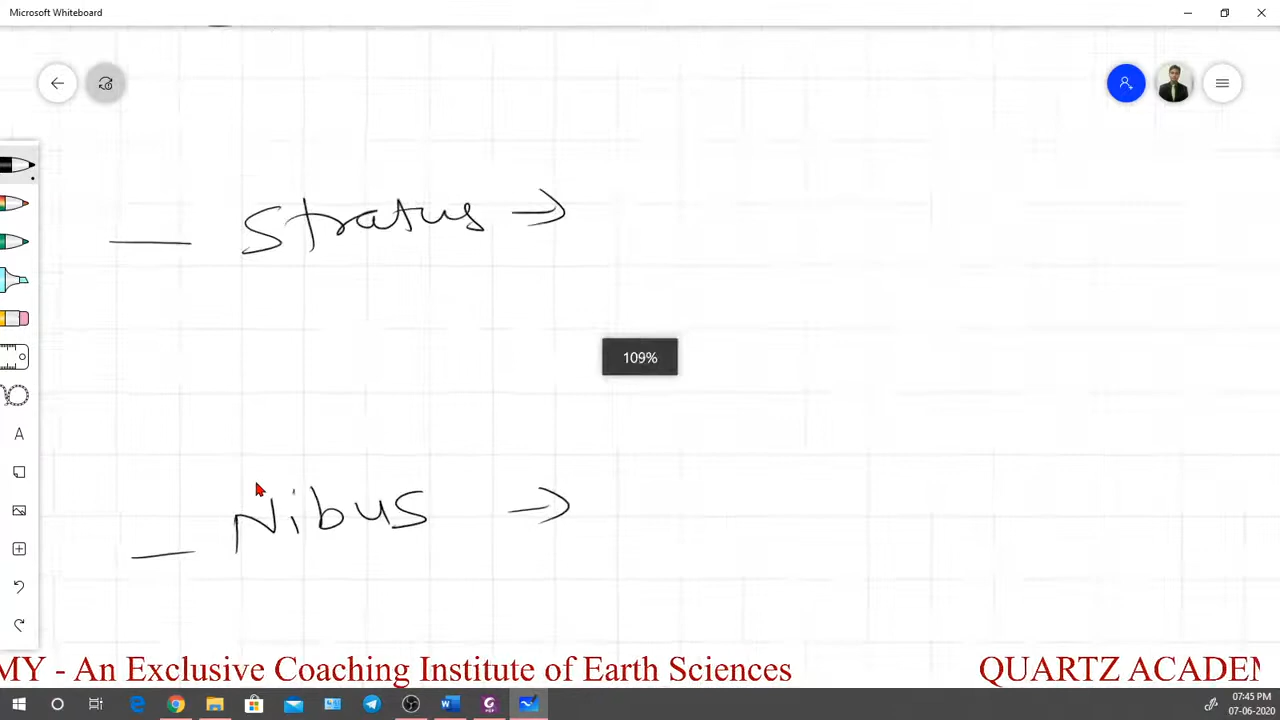 Microsoft Whiteboard
— Stratus →
109%
A
— Nibus →
MY - An Exclusive Coaching Institute of Earth Sciences QUARTZ ACADEM
07:45 PM
07-06-2020